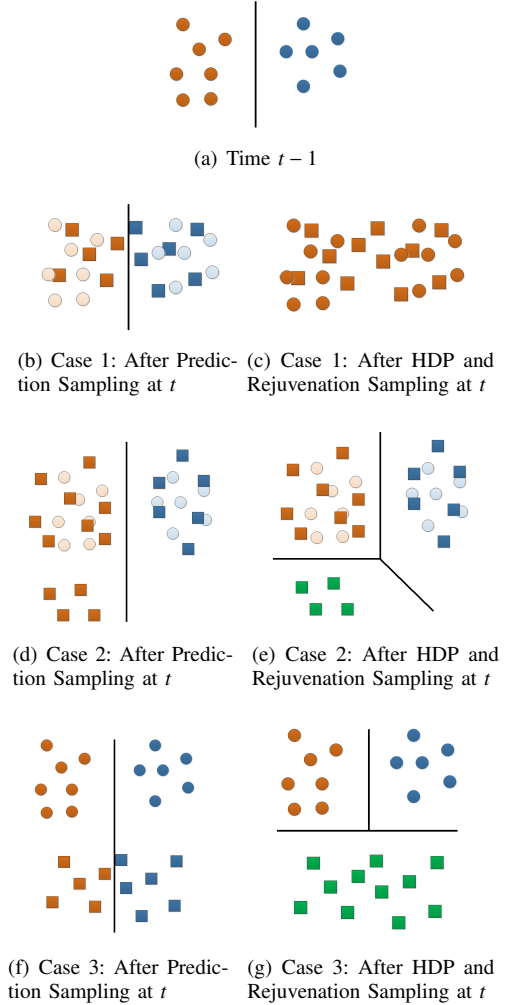 (a) Time t − 1
(b) Case 1: After Predic-
tion Sampling at t
(c) Case 1: After HDP and
Rejuvenation Sampling at t
(d) Case 2: After Predic-
tion Sampling at t
(e) Case 2: After HDP and
Rejuvenation Sampling at t
(f) Case 3: After Predic-
tion Sampling at t
(g) Case 3: After HDP and
Rejuvenation Sampling at t